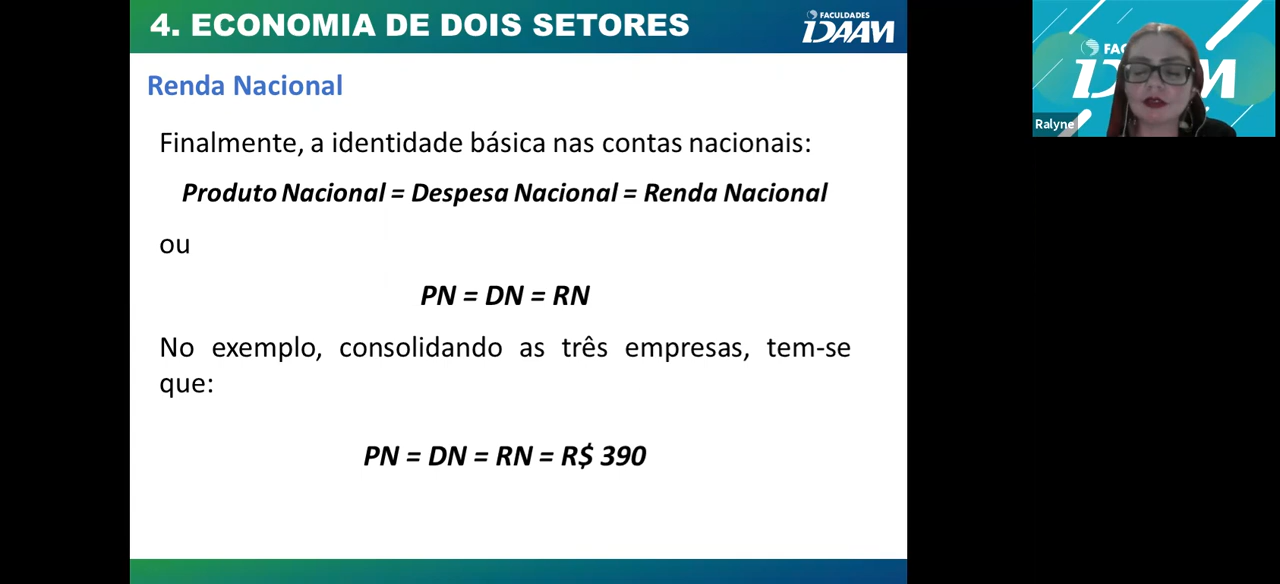 4. ECONOMIA DE DOIS SETORES
FACULDADES
IDAAM
Renda Nacional
Finalmente, a identidade básica nas contas nacionais:
Produto Nacional = Despesa Nacional = Renda Nacional
ou
PN = DN = RN
No exemplo, consolidando as três empresas, tem-se
que:
PN = DN = RN = R$ 390
FAC
Ralyne